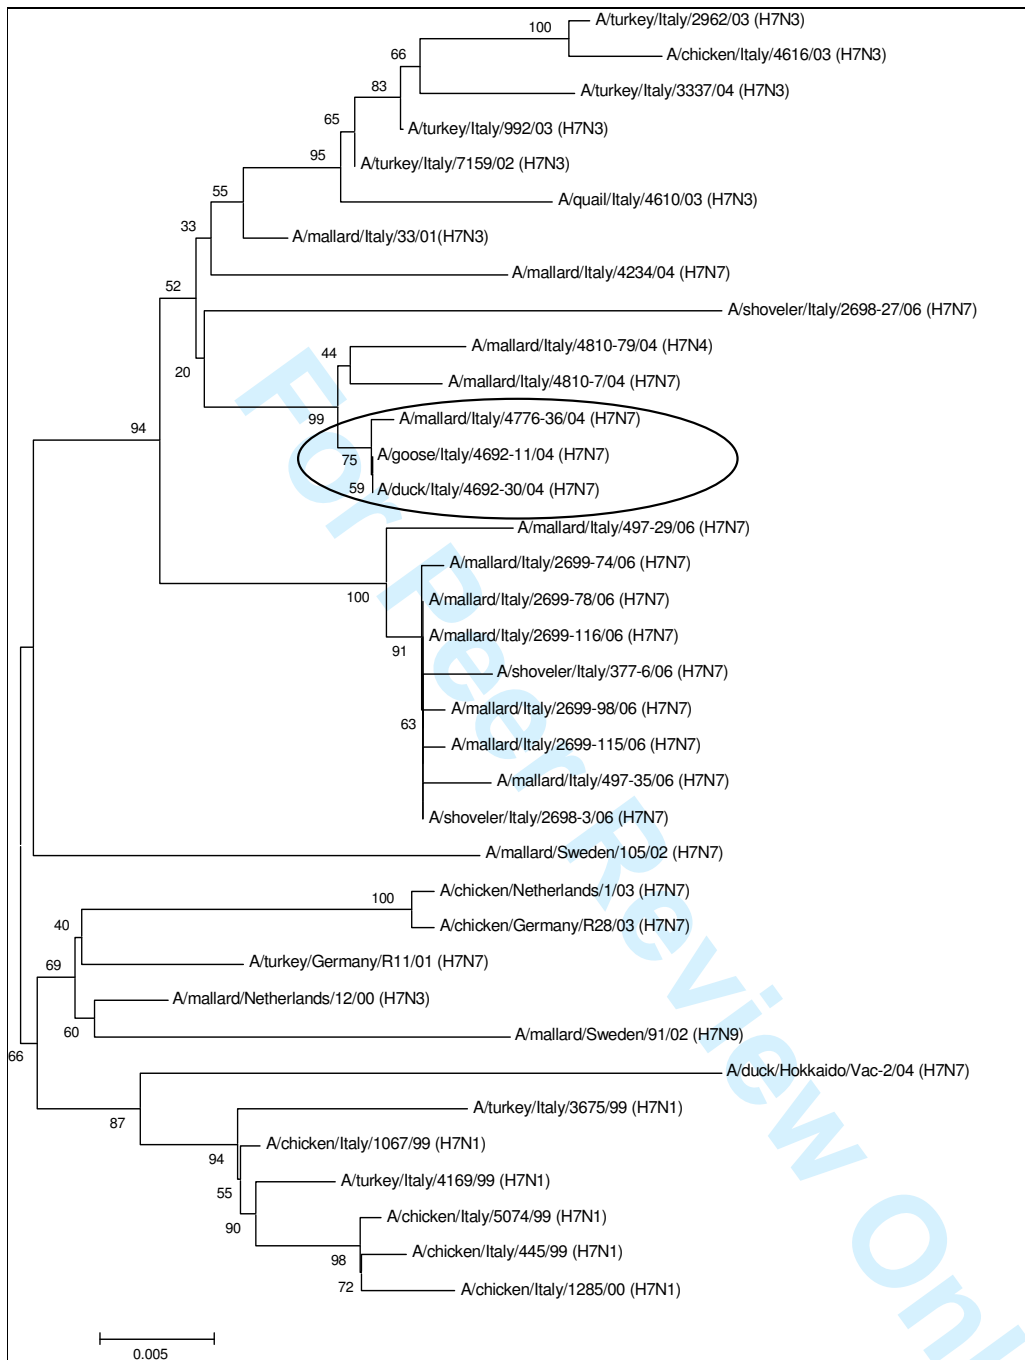 A/turkey/Italy/2962/03 (H7N3)
100
A/chicken/Italy/4616/03 (H7N3)
66
A/turkey/Italy/3337/04 (H7N3)
83
A/turkey/Italy/992/03 (H7N3)
65
A/turkey/Italy/7159/02 (H7N3)
95
A/quail/Italy/4610/03 (H7N3)
55
A/mallard/Italy/33/01(H7N3)
33
A/mallard/Italy/4234/04 (H7N7)
52
A/shoveler/Italy/2698-27/06 (H7N7)
20
A/mallard/Italy/4810-79/04 (H7N4)
44
A/mallard/Italy/4810-7/04 (H7N7)
99
A/mallard/Italy/4776-36/04 (H7N7)
94
75
A/goose/Italy/4692-11/04 (H7N7)
59
A/duck/Italy/4692-30/04 (H7N7)
A/mallard/Italy/497-29/06 (H7N7)
A/mallard/Italy/2699-74/06 (H7N7)
100
A/mallard/Italy/2699-78/06 (H7N7)
A/mallard/Italy/2699-116/06 (H7N7)
91
A/shoveler/Italy/377-6/06 (H7N7)
A/mallard/Italy/2699-98/06 (H7N7)
63
A/mallard/Italy/2699-115/06 (H7N7)
A/mallard/Italy/497-35/06 (H7N7)
A/shoveler/Italy/2698-3/06 (H7N7)
A/mallard/Sweden/105/02 (H7N7)
A/chicken/Netherlands/1/03 (H7N7)
100
A/chicken/Germany/R28/03 (H7N7)
40
A/turkey/Germany/R11/01 (H7N7)
69
A/mallard/Netherlands/12/00 (H7N3)
60
A/mallard/Sweden/91/02 (H7N9)
66
A/duck/Hokkaido/Vac-2/04 (H7N7)
87
A/turkey/Italy/3675/99 (H7N1)
94
A/chicken/Italy/1067/99 (H7N1)
55
A/turkey/Italy/4169/99 (H7N1)
90
A/chicken/Italy/5074/99 (H7N1)
98
A/chicken/Italy/445/99 (H7N1)
72
A/chicken/Italy/1285/00 (H7N1)
0.005
For Peer Review